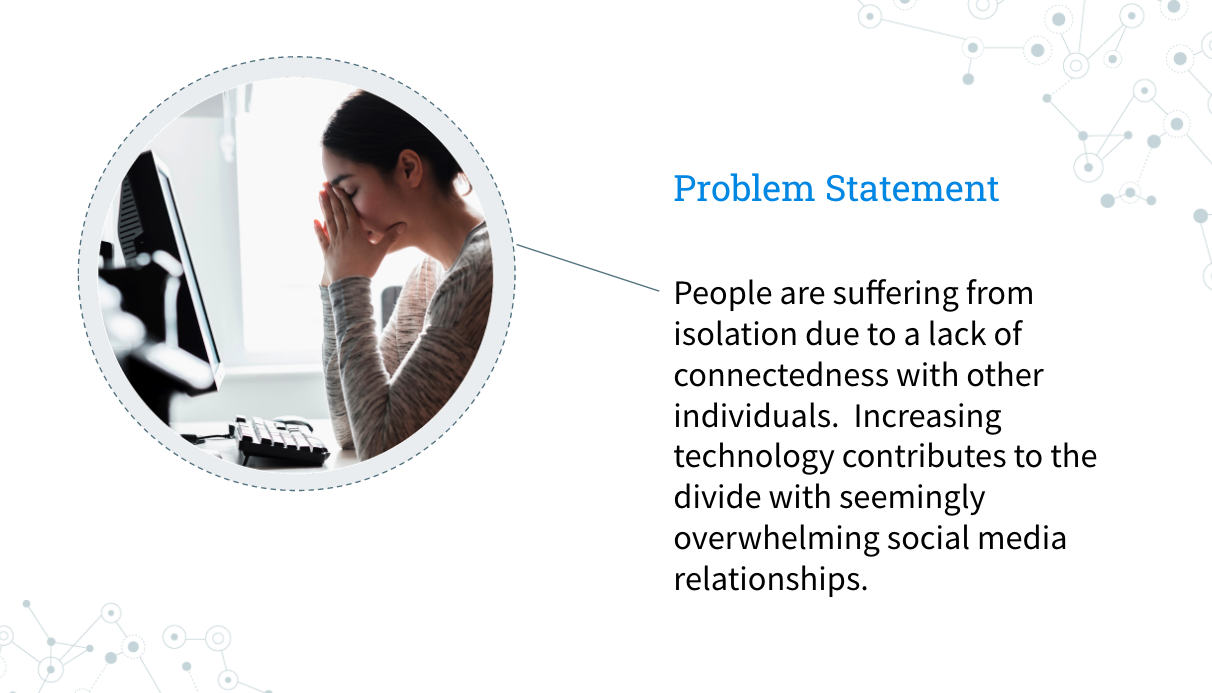 Problem Statement
People are suffering from
isolation due to a lack of
connectedness with other
individuals.  Increasing
technology contributes to the
divide with seemingly
overwhelming social media
relationships.